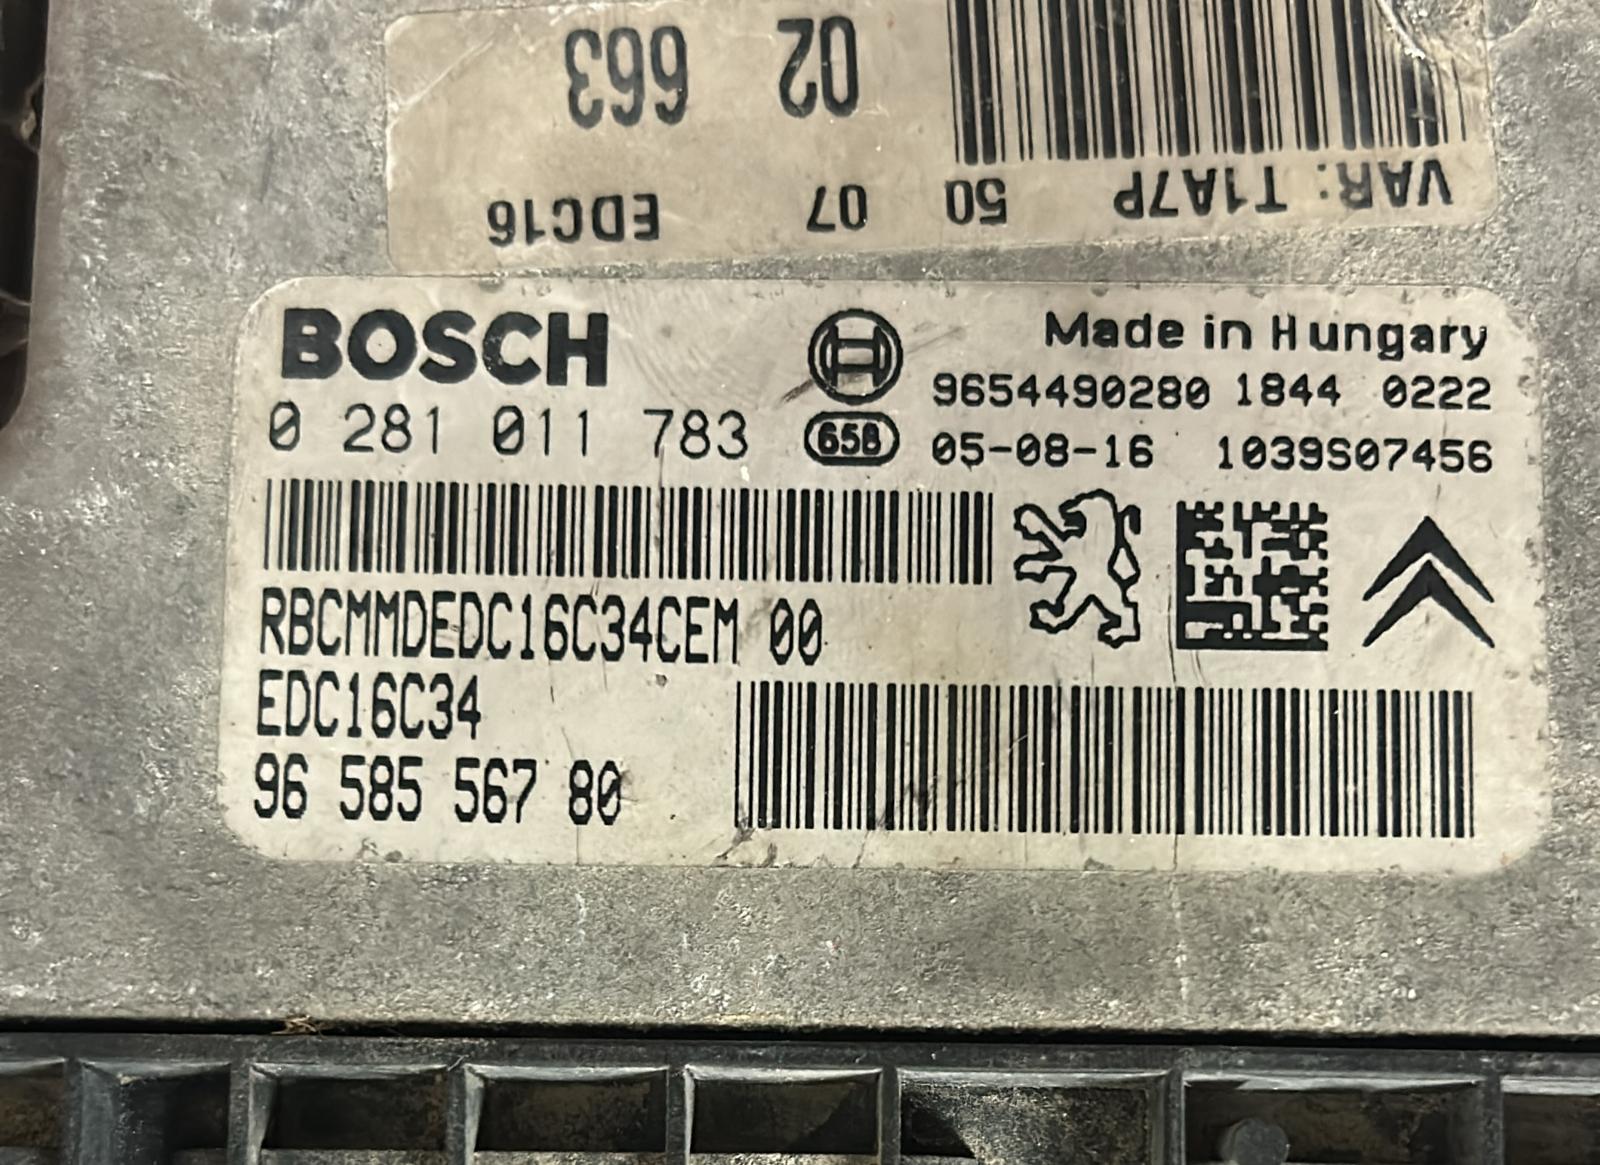 02 663
VAR: T1A7P 50 07 EDC16
BOSCH
Made in Hungary
0 281 011 783
658
9654490280 1844 0222
05-08-16 1039S07456
RBCMMDEDC16C34CEM 00
EDC16C34
96 585 567 80